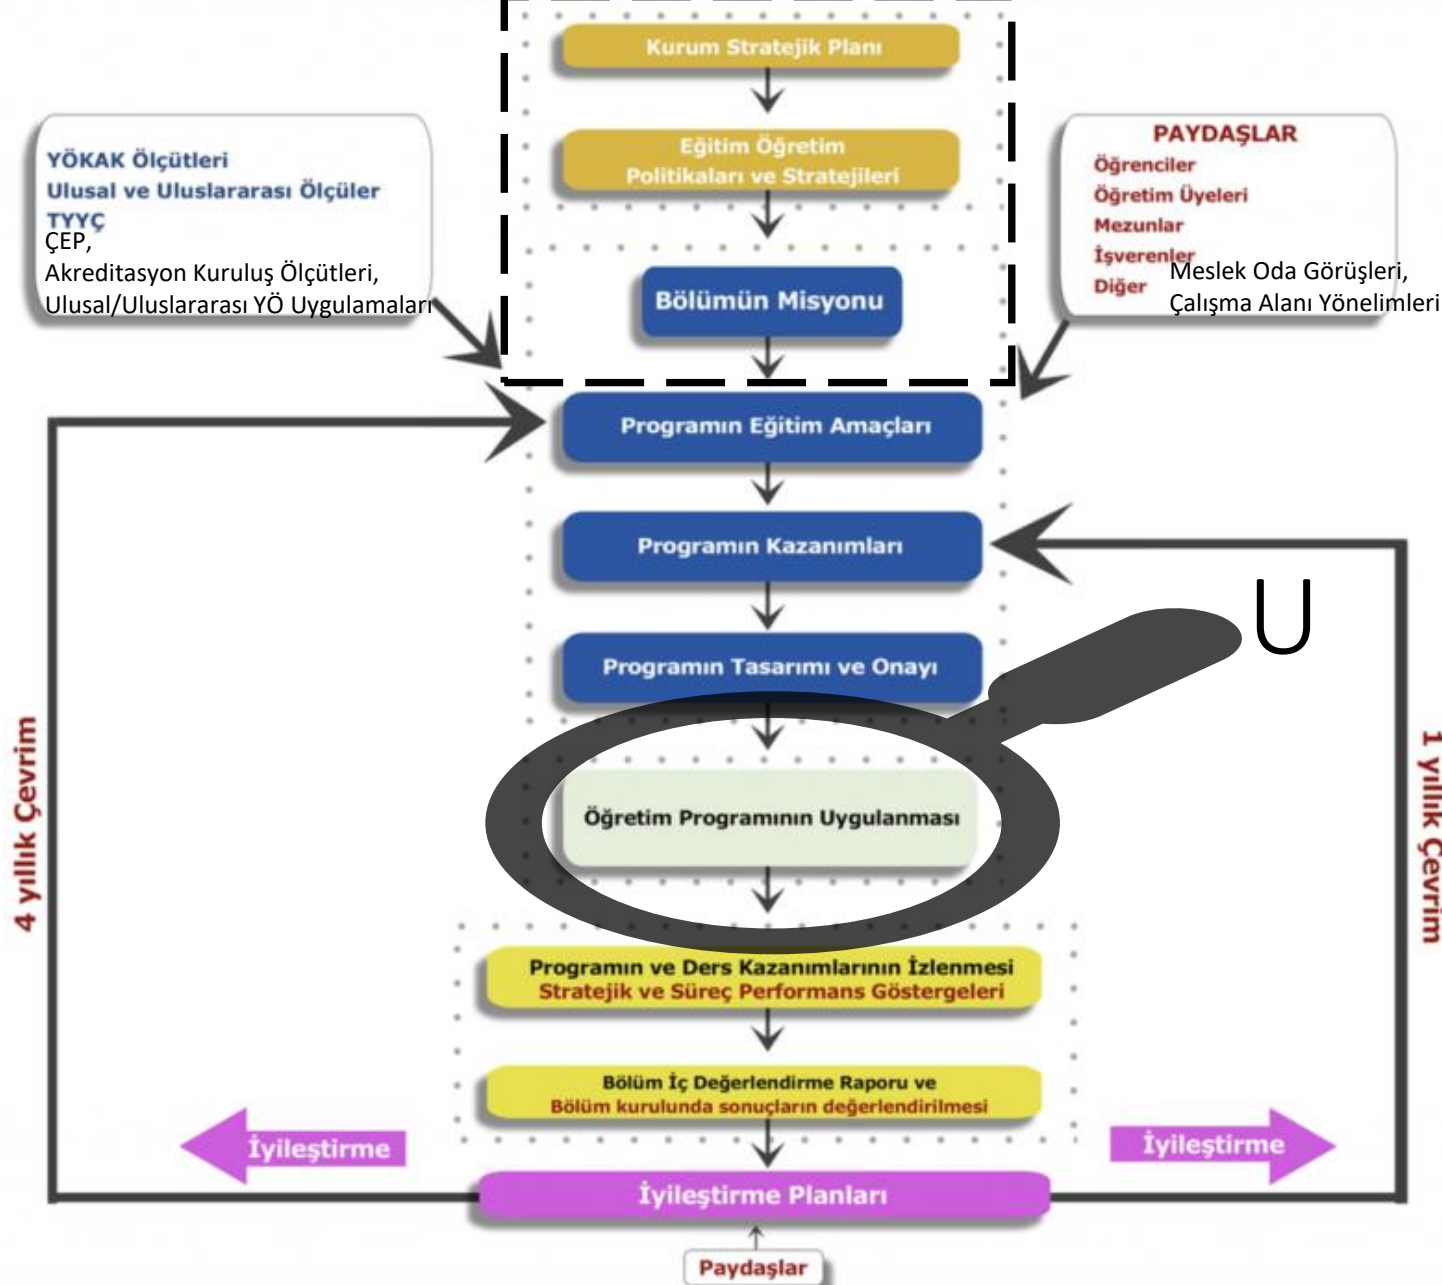 Kurum Stratejik Planı
Eğitim Öğretim
Politikaları ve Stratejileri
YÖKAK Ölçütleri
Ulusal ve Uluslararası Ölçüler
TYYÇ
ÇEP,
Akreditasyon Kuruluş Ölçütleri,
Ulusal/Uluslararası YÖ Uygulamaları
PAYDAŞLAR
Öğrenciler
Öğretim Üyeleri
Mezunlar
İşverenler
Diğer
Meslek Oda Görüşleri,
Çalışma Alanı Yönelimleri
Bölümün Misyonu
Programın Eğitim Amaçları
Programın Kazanımları
U
Programın Tasarımı ve Onayı
4 yıllık Çevrim
1 yıllık Çevrim
Öğretim Programının Uygulanması
Programın ve Ders Kazanımlarının İzlenmesi
Stratejik ve Süreç Performans Göstergeleri
Bölüm İç Değerlendirme Raporu ve
Bölüm kurulunda sonuçların değerlendirilmesi
İyileştirme
İyileştirme
İyileştirme Planları
Paydaşlar